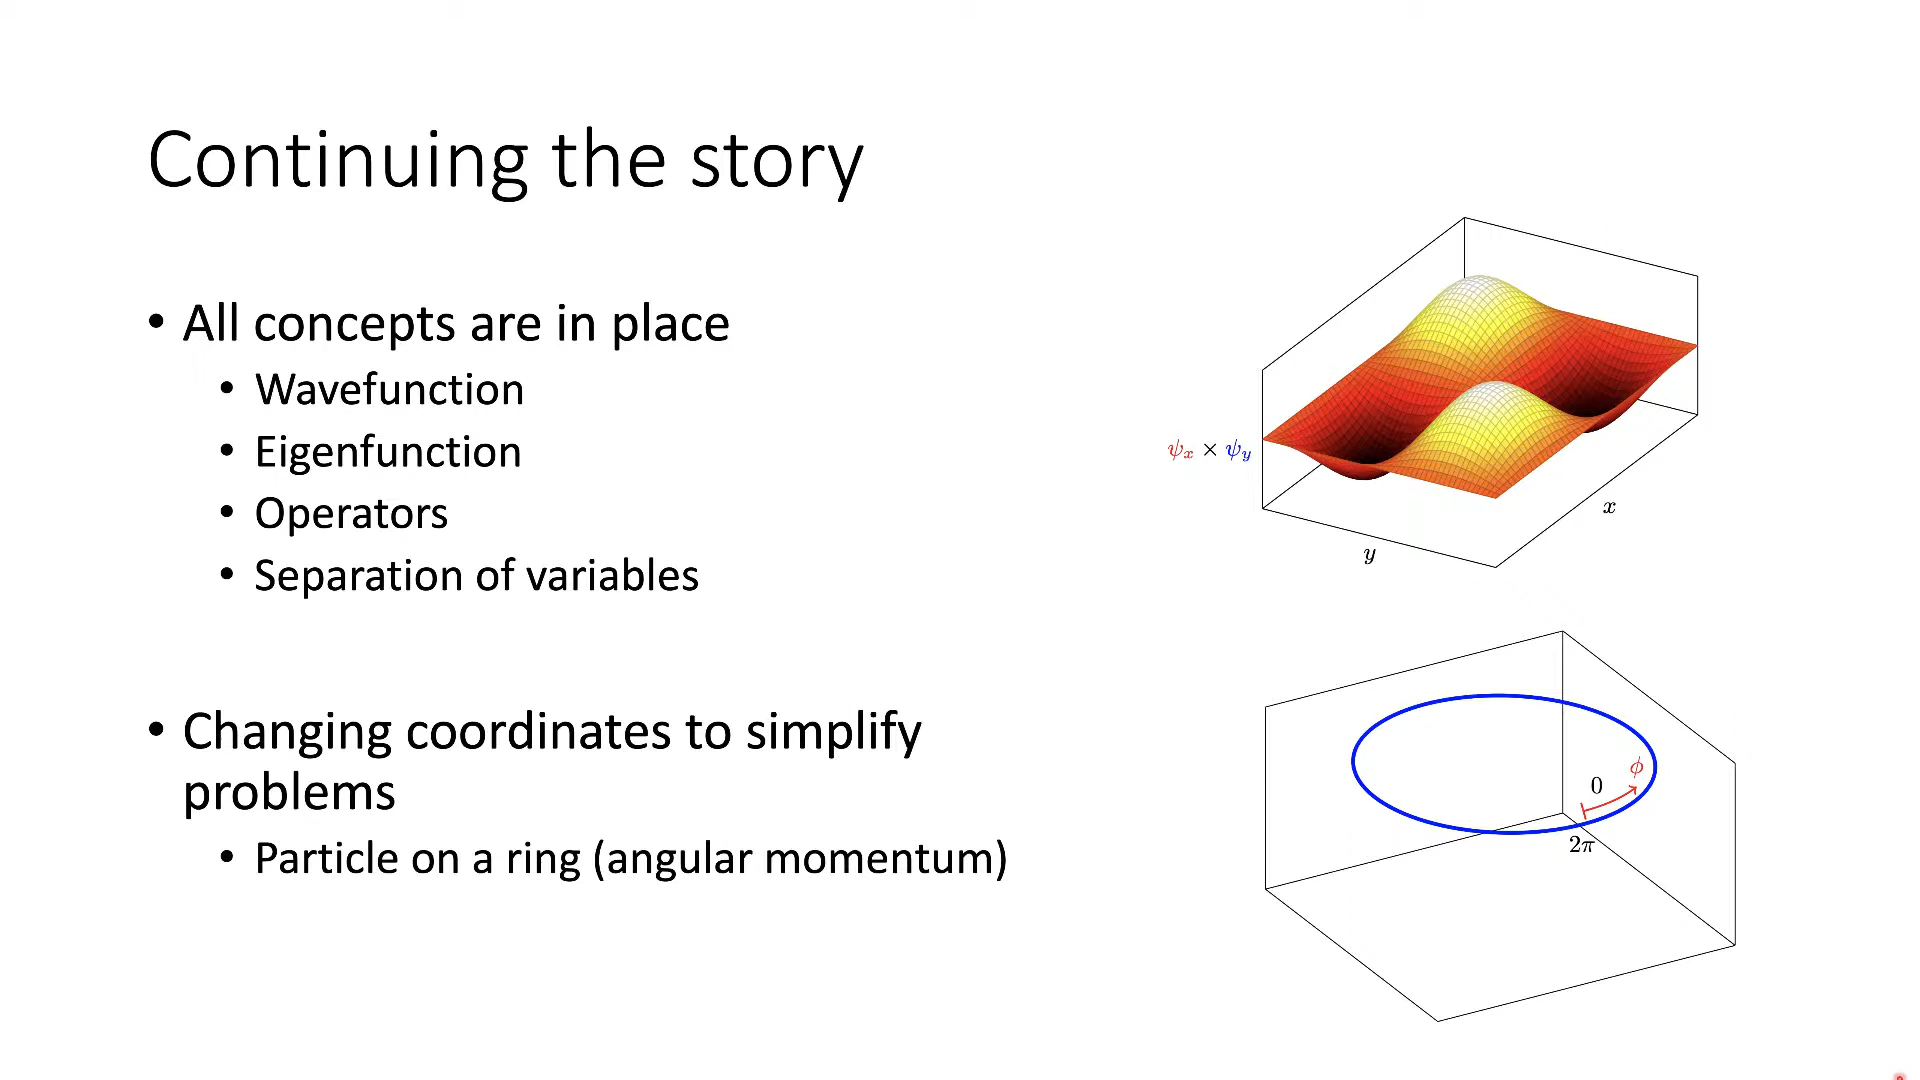 Continuing the story
• All concepts are in place
• Wavefunction
• Eigenfunction
• Operators
• Separation of variables
• Changing coordinates to simplify
problems
• Particle on a ring (angular momentum)
ψx × ψy
x
y
ϕ
0
2π